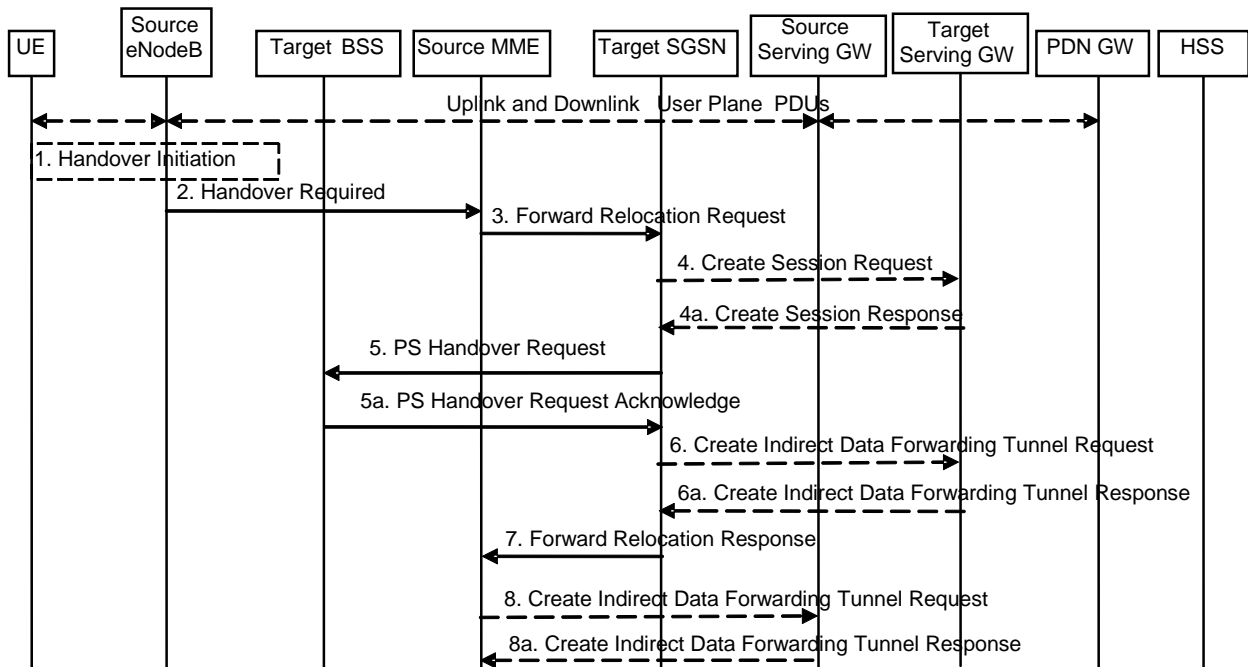 UE
Source
eNodeB
Target BSS
Source MME
Target SGSN
Source
Serving GW
Target
Serving GW
PDN GW
HSS
Uplink and Downlink User Plane PDUs
1. Handover Initiation
2. Handover Required
3. Forward Relocation Request
4. Create Session Request
4a. Create Session Response
5. PS Handover Request
5a. PS Handover Request Acknowledge
6. Create Indirect Data Forwarding Tunnel Request
6a. Create Indirect Data Forwarding Tunnel Response
7. Forward Relocation Response
8. Create Indirect Data Forwarding Tunnel Request
8a. Create Indirect Data Forwarding Tunnel Response